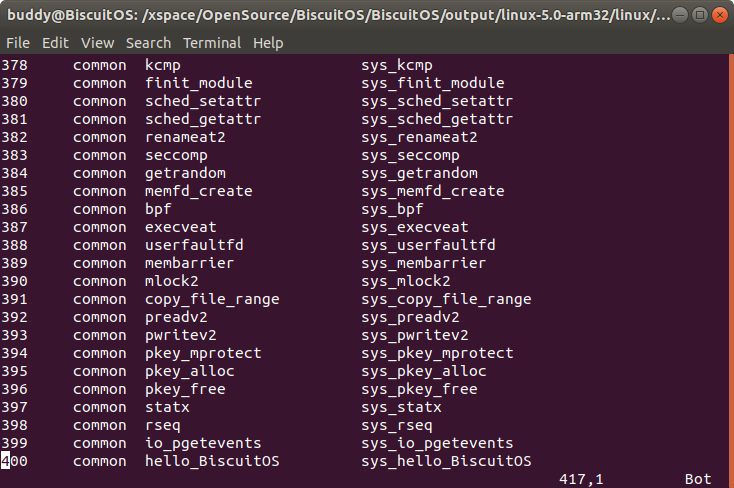 buddy@BiscuitOS: /xspace/OpenSource/BiscuitOS/BiscuitOS/output/linux-5.0-arm32/linux/...
File Edit View Search Terminal Help
378 common kcmp sys_kcmp
379 common finit_module sys_finit_module
380 common sched_setattr sys_sched_setattr
381 common sched_getattr sys_sched_getattr
382 common renameat2 sys_renameat2
383 common seccomp sys_seccomp
384 common getrandom sys_getrandom
385 common memfd_create sys_memfd_create
386 common bpf sys_bpf
387 common execveat sys_execveat
388 common userfaultfd sys_userfaultfd
389 common membarrier sys_membarrier
390 common mlock2 sys_mlock2
391 common copy_file_range sys_copy_file_range
392 common preadv2 sys_preadv2
393 common pwritev2 sys_pwritev2
394 common pkey_mprotect sys_pkey_mprotect
395 common pkey_alloc sys_pkey_alloc
396 common pkey_free sys_pkey_free
397 common statx sys_statx
398 common rseq sys_rseq
399 common io_pgetevents sys_io_pgetevents
400 common hello_BiscuitOS sys_hello_BiscuitOS
417,1 Bot